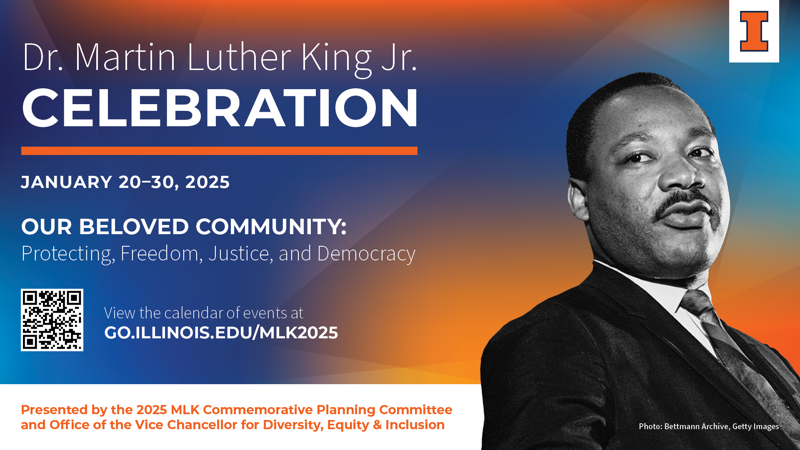 Dr. Martin Luther King Jr.
CELEBRATION
JANUARY 20–30, 2025
OUR BELOVED COMMUNITY:
Protecting, Freedom, Justice, and Democracy
View the calendar of events at
GO.ILLINOIS.EDU/MLK2025
Presented by the 2025 MLK Commemorative Planning Committee
and Office of the Vice Chancellor for Diversity, Equity & Inclusion
Photo: Bettmann Archive, Getty Images
I